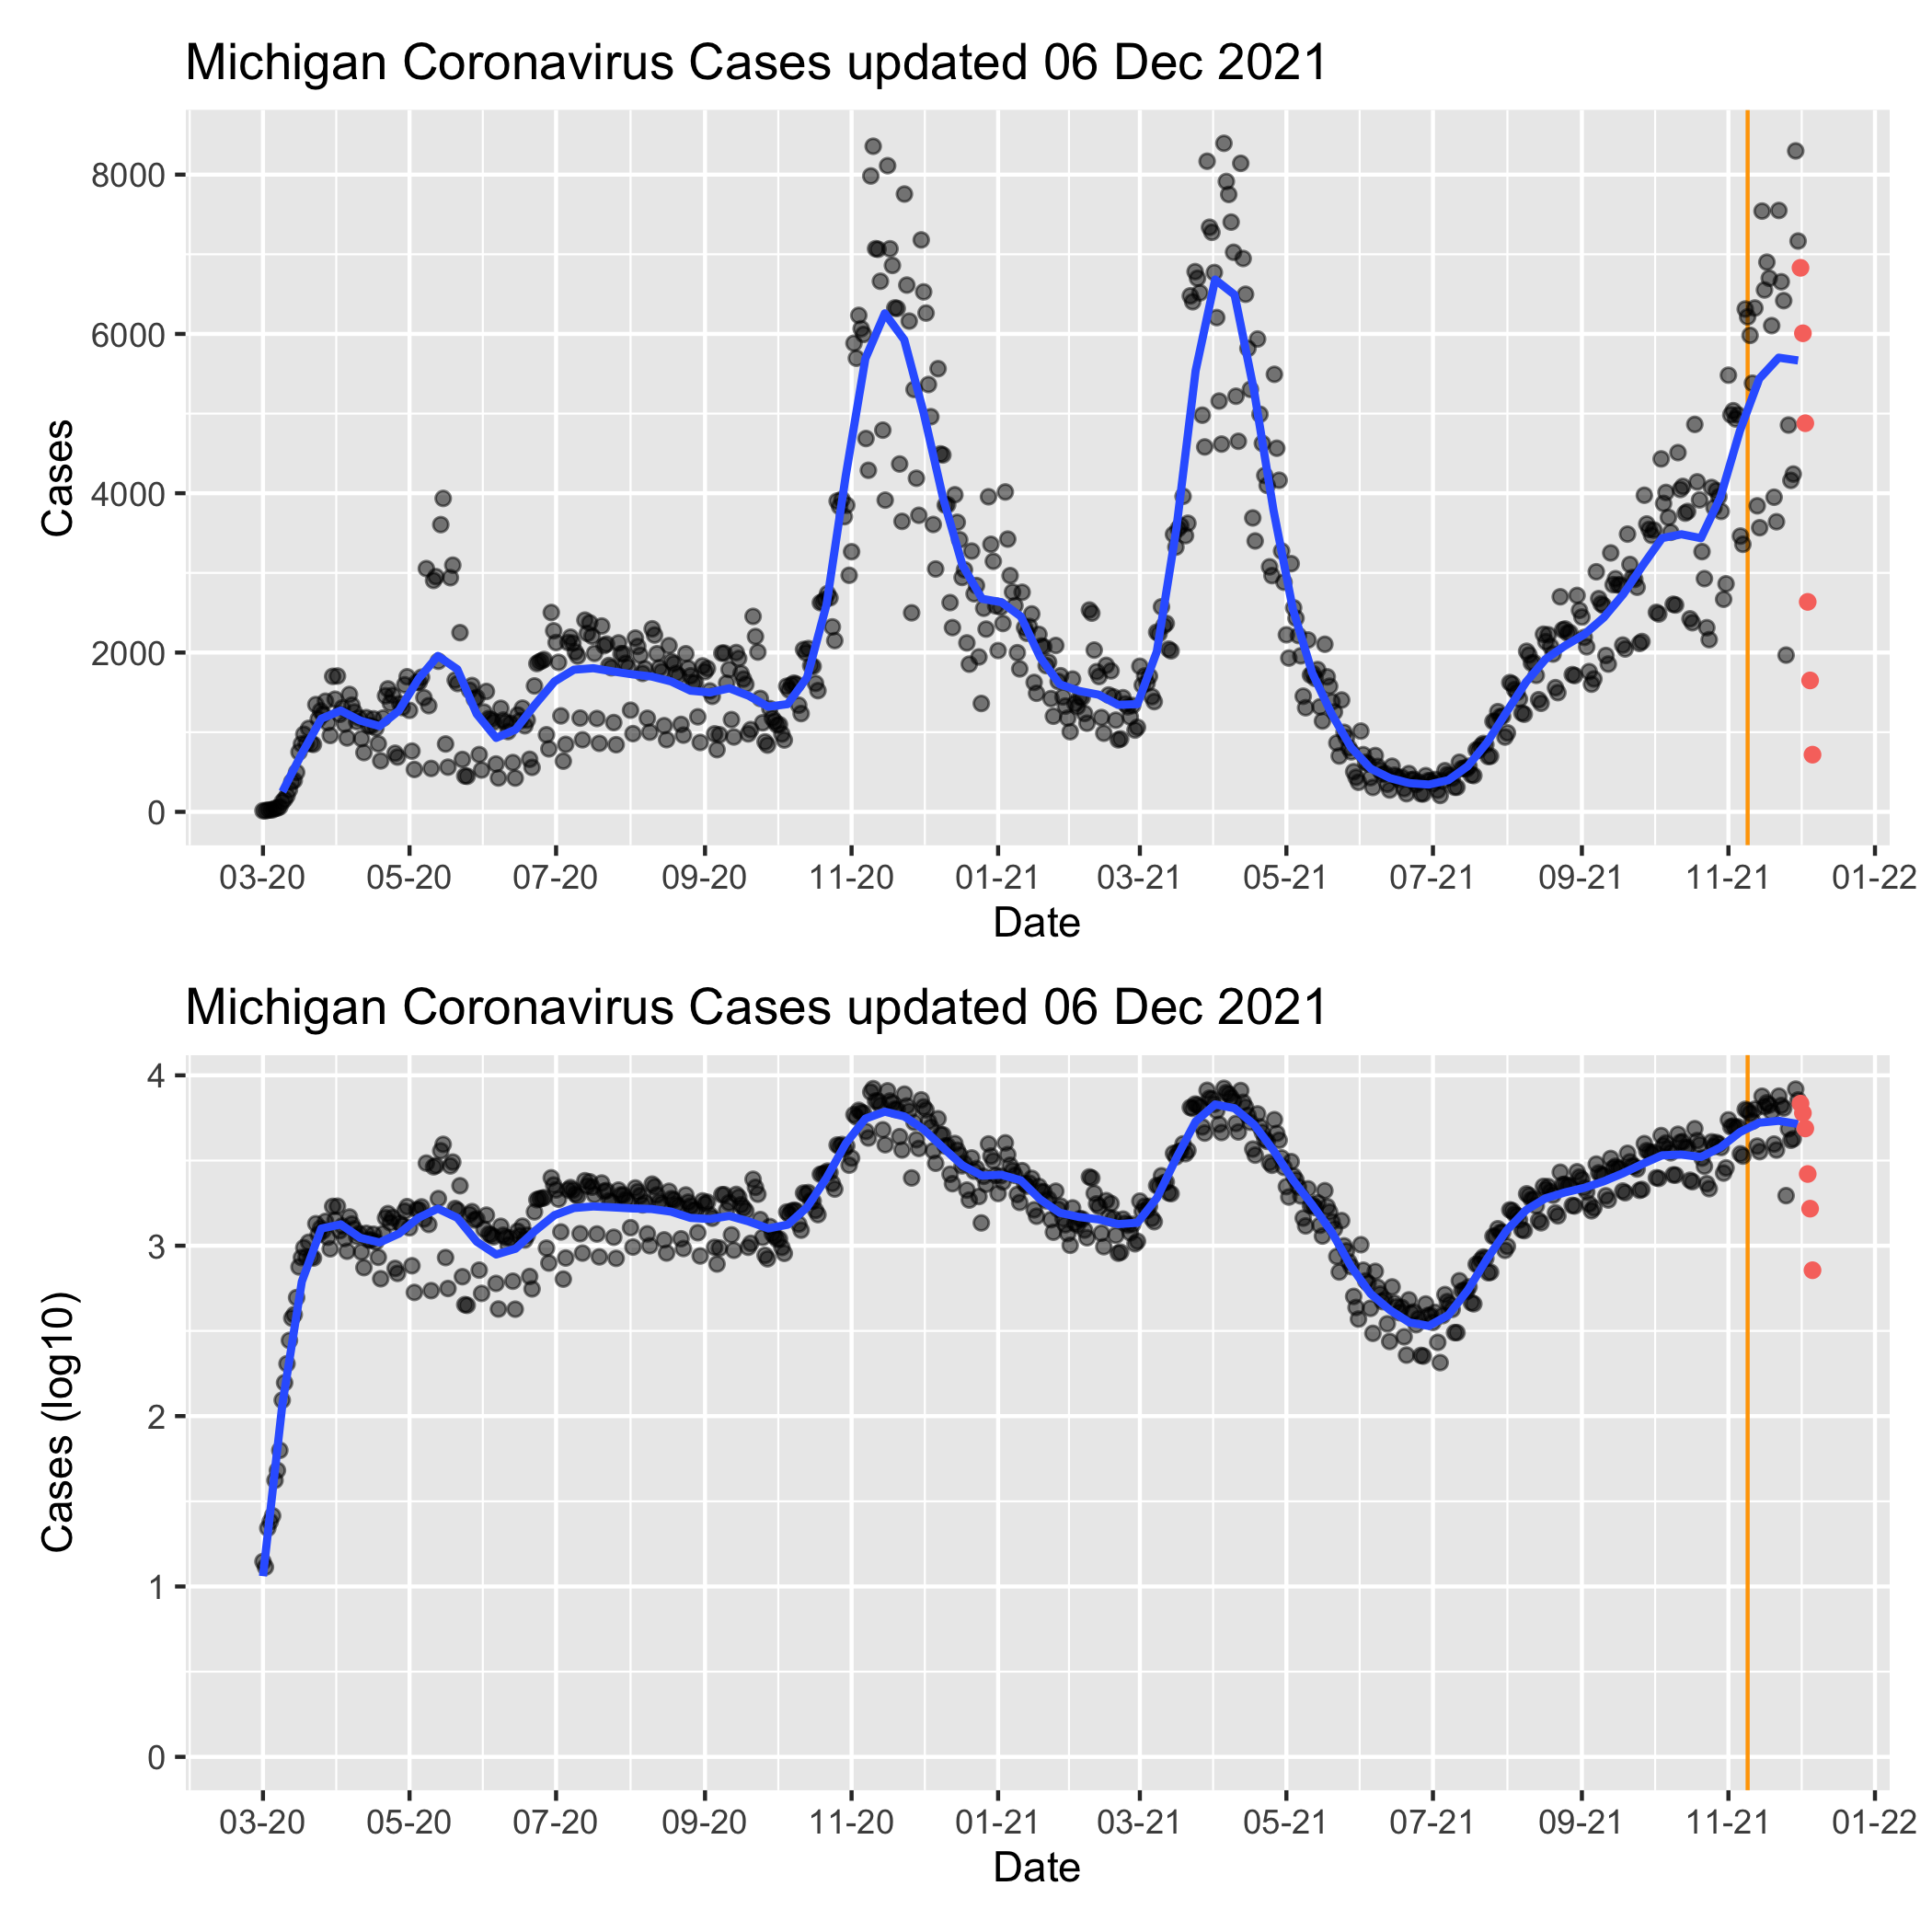 Michigan Coronavirus Cases updated 06 Dec 2021
8000
6000
4000
2000
0
Cases
03-20 05-20 07-20 09-20 11-20 01-21 03-21 05-21 07-21 09-21 11-21 01-22
Date
Michigan Coronavirus Cases updated 06 Dec 2021
4
3
2
1
0
Cases (log10)
03-20 05-20 07-20 09-20 11-20 01-21 03-21 05-21 07-21 09-21 11-21 01-22
Date